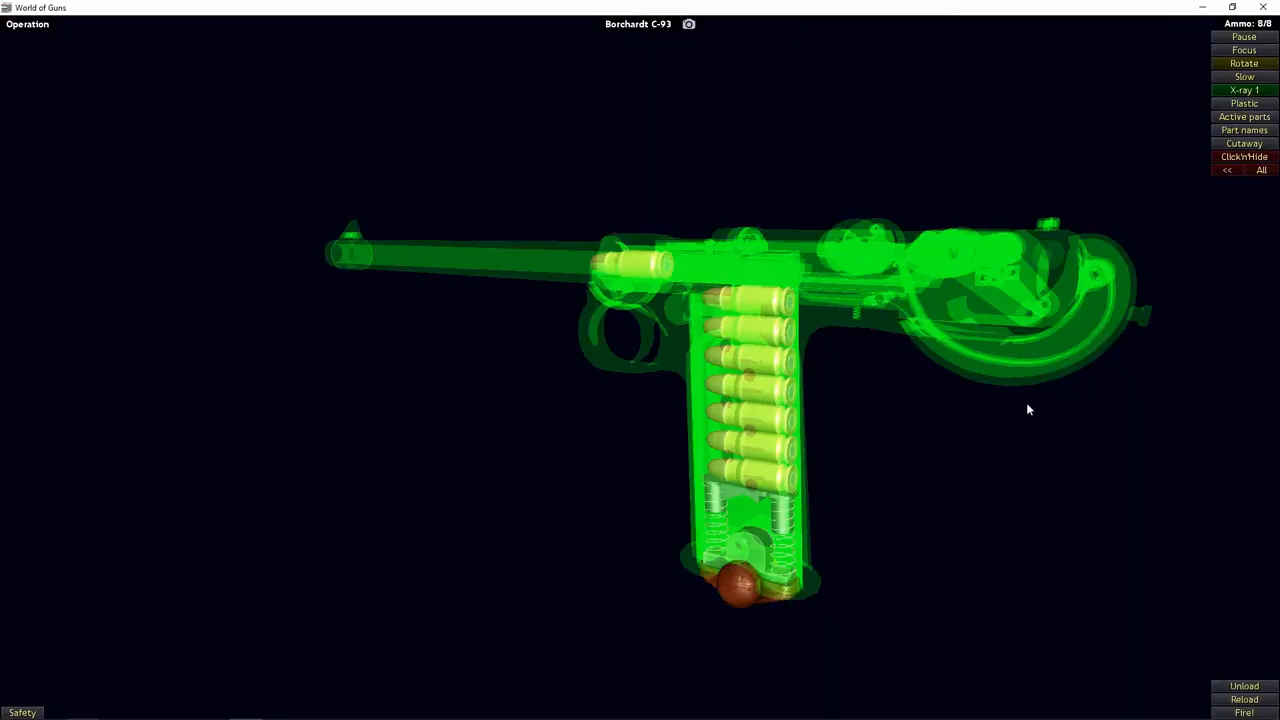 World of Guns
Operation
Borchardt C-93
Ammo: 8/8
Pause
Focus
Rotate
Slow
X-ray 1
Plastic
Active parts
Part names
Cutaway
Click'n'Hide
<< All
Unload
Reload
Safety
Fire!